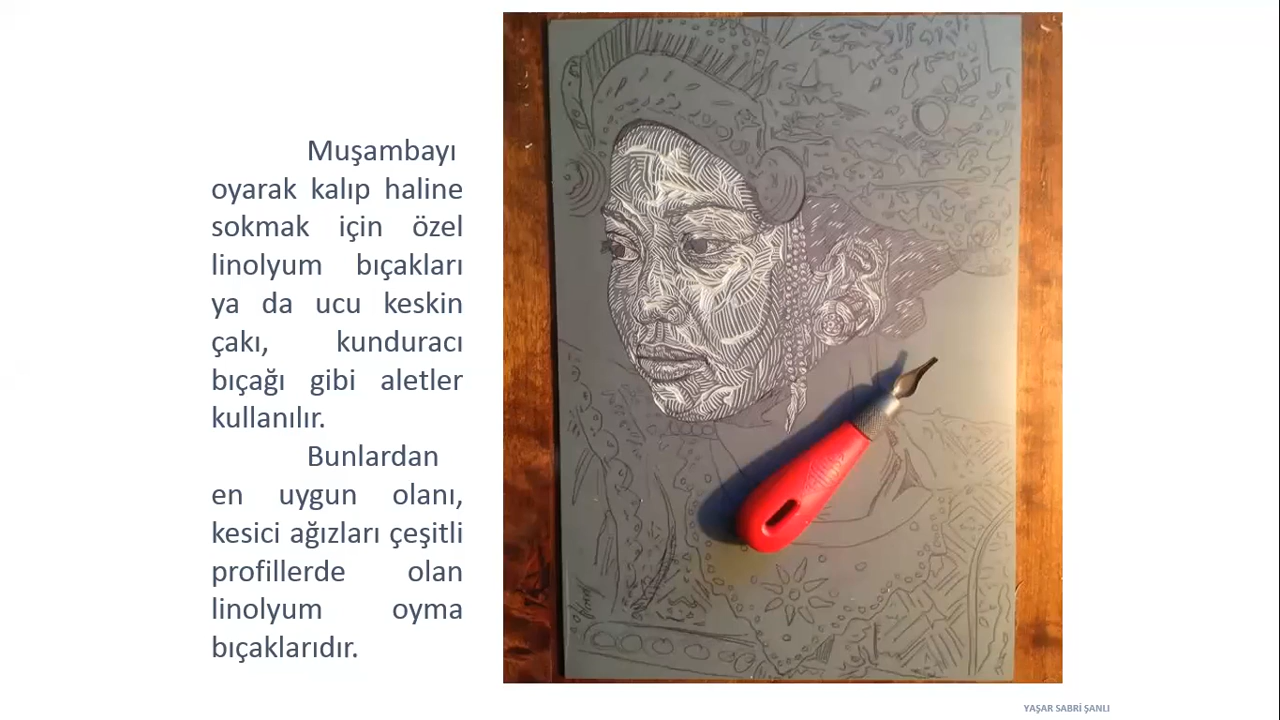 Muşambayı
oyarak kalıp haline
sokmak için özel
linolyum bıçakları
ya da ucu keskin
çakı, kunduracı
bıçağı gibi aletler
kullanılır.
Bunlardan
en uygun olanı,
kesici ağızları çeşitli
profillerde olan
linolyum oyma
bıçaklarıdır.
YAŞAR SABRİ ŞANLI